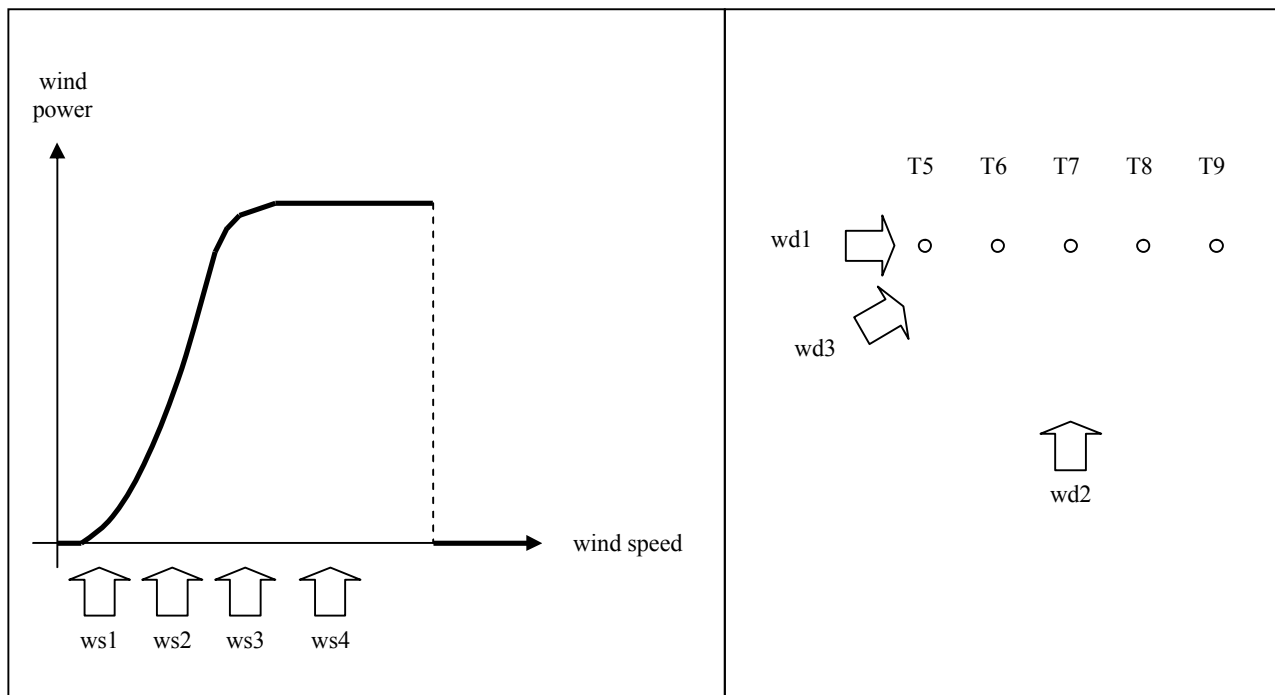 wind
power
wind speed
ws1 ws2 ws3 ws4
T5 T6 T7 T8 T9
wd1
wd3
wd2